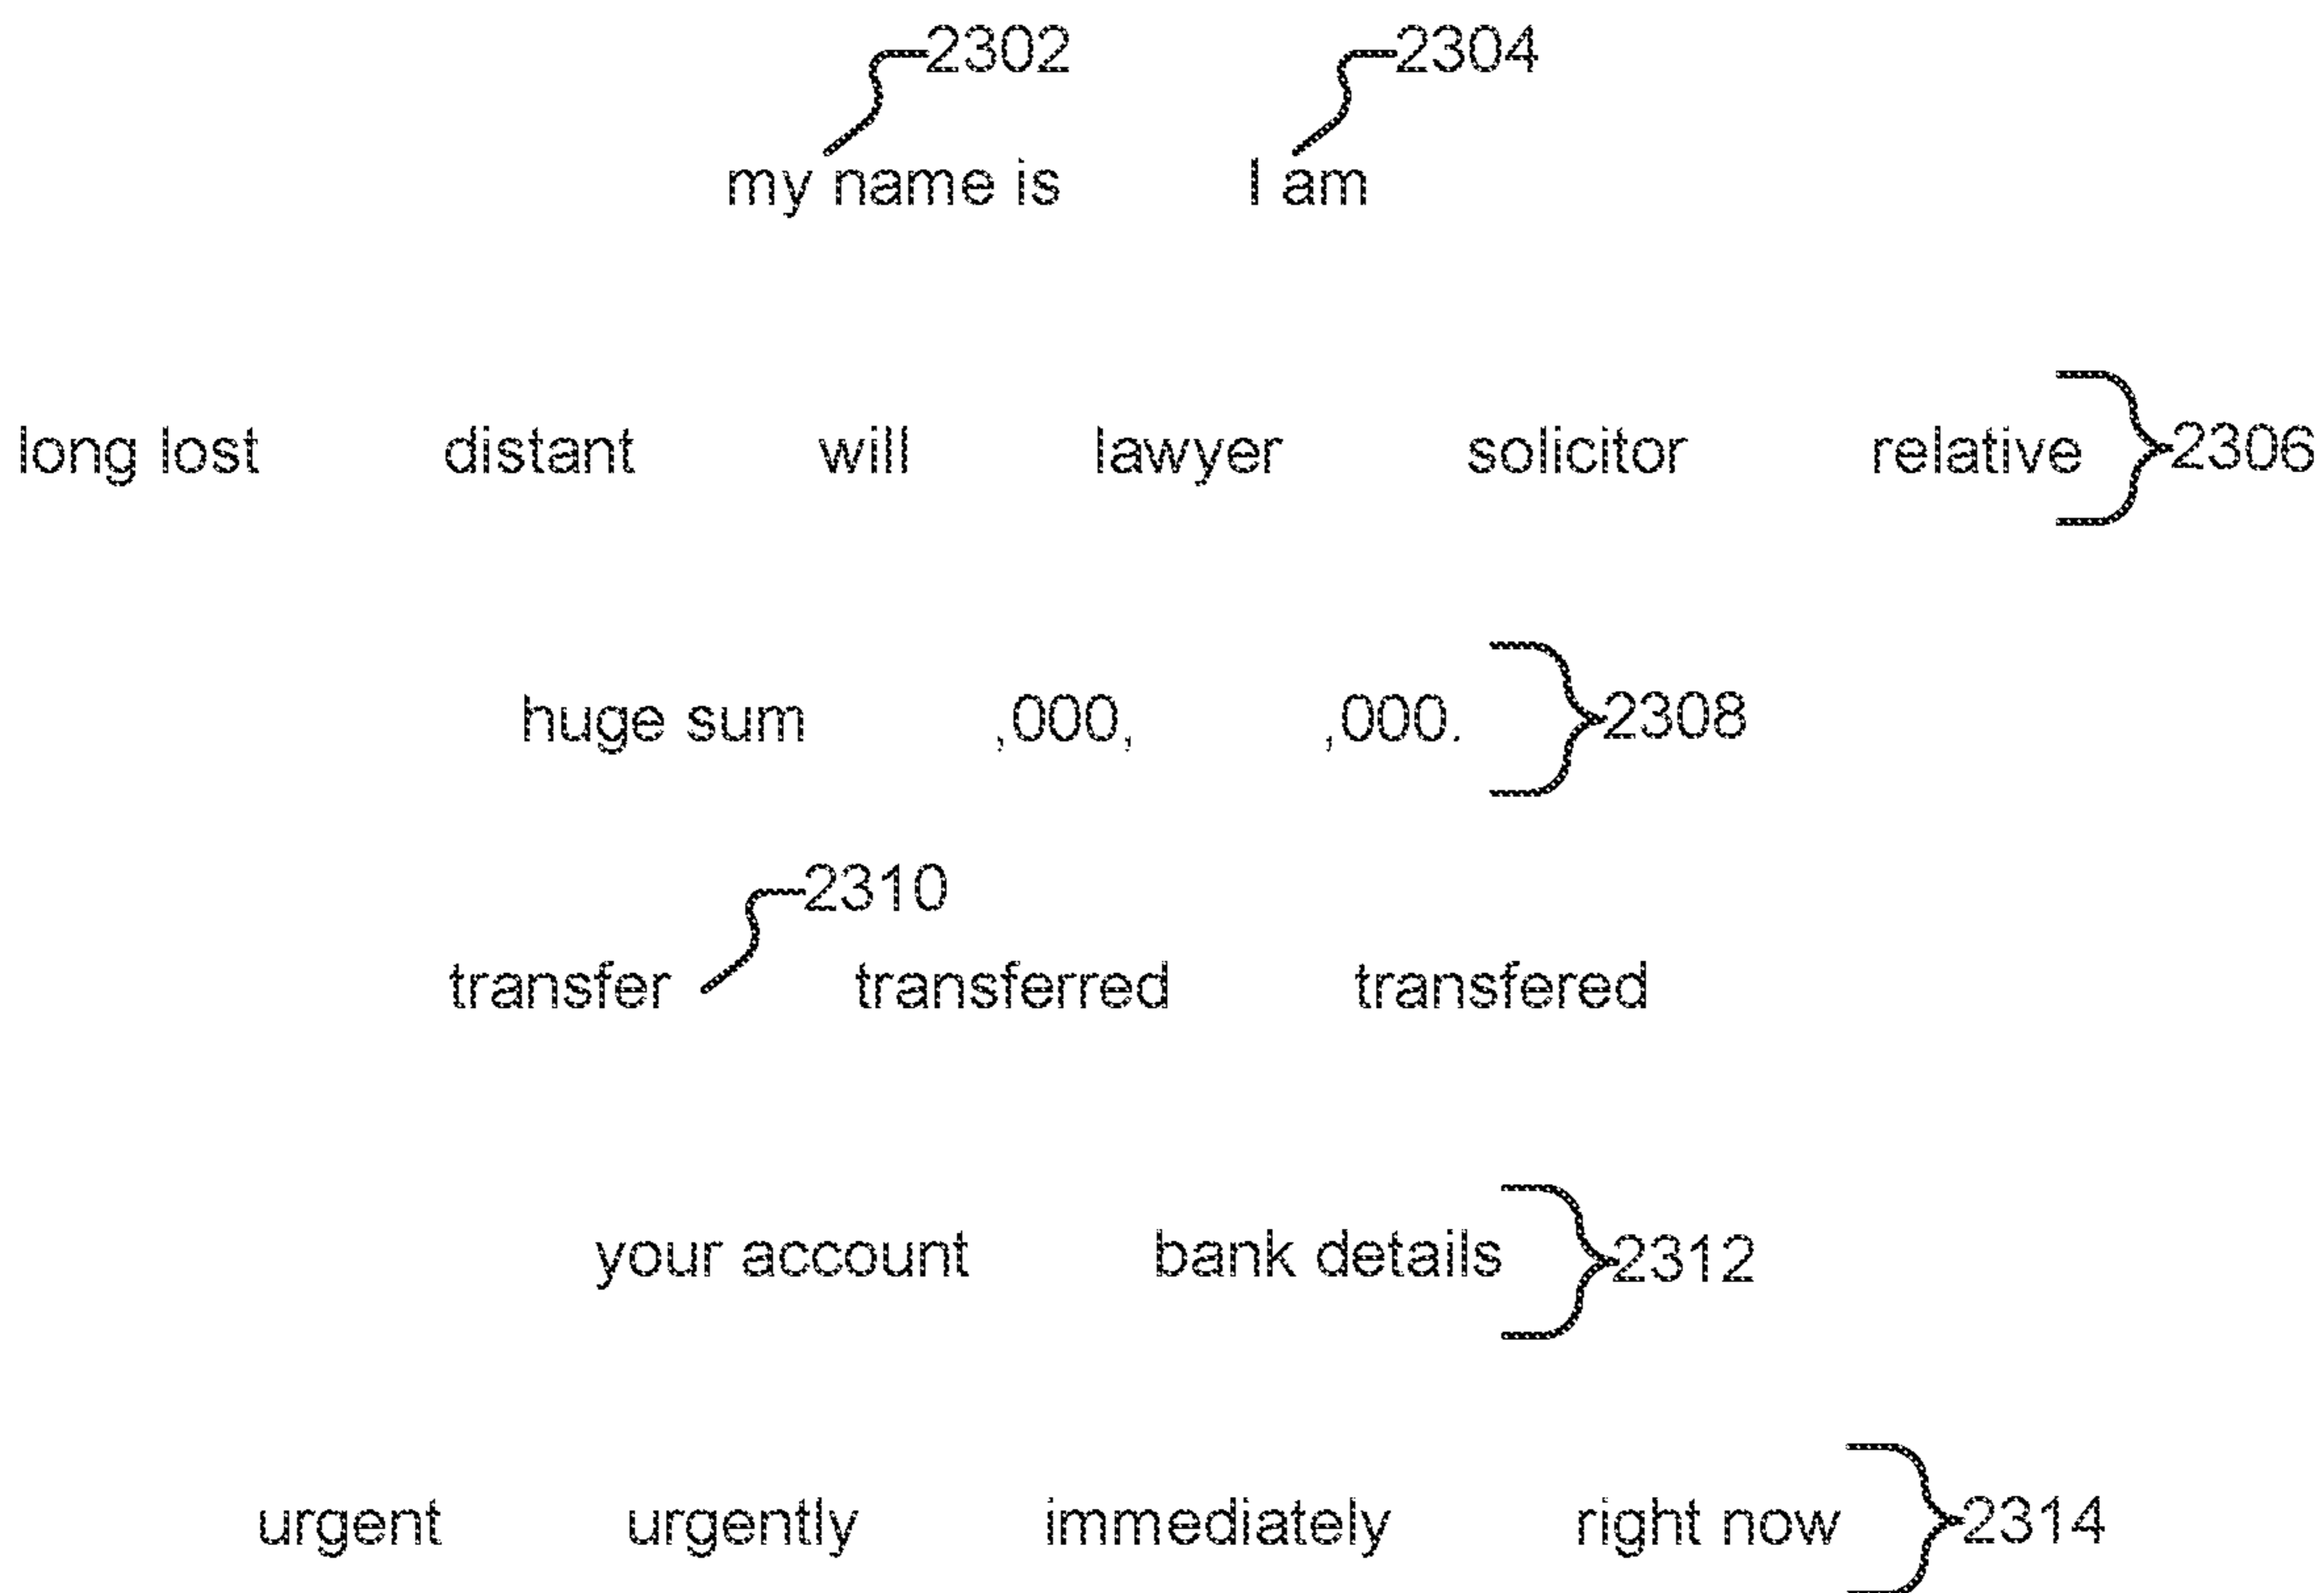 2302 2304
my name is I am
long lost distant will lawyer solicitor relative 2306
huge sum ,000, ,000. 2308
2310
transfer transferred transfered
your account bank details 2312
urgent urgently immediately right now 2314